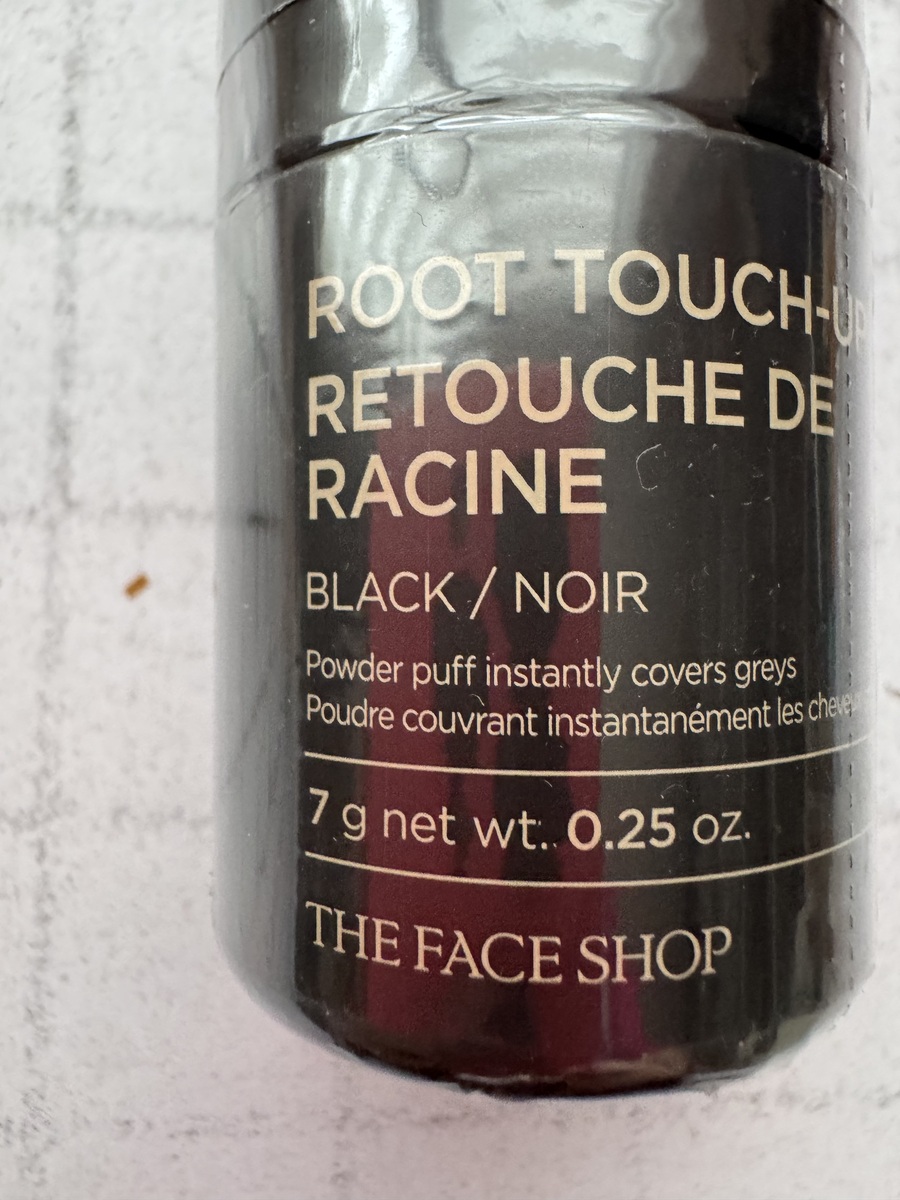 ROOT TOUCH-UP
RETOUCHE DE
RACINE
BLACK / NOIR
Powder puff instantly covers greys
Poudre couvrant instantanément les
7 g net wt. 0.25 oz.
THE FACE SHOP